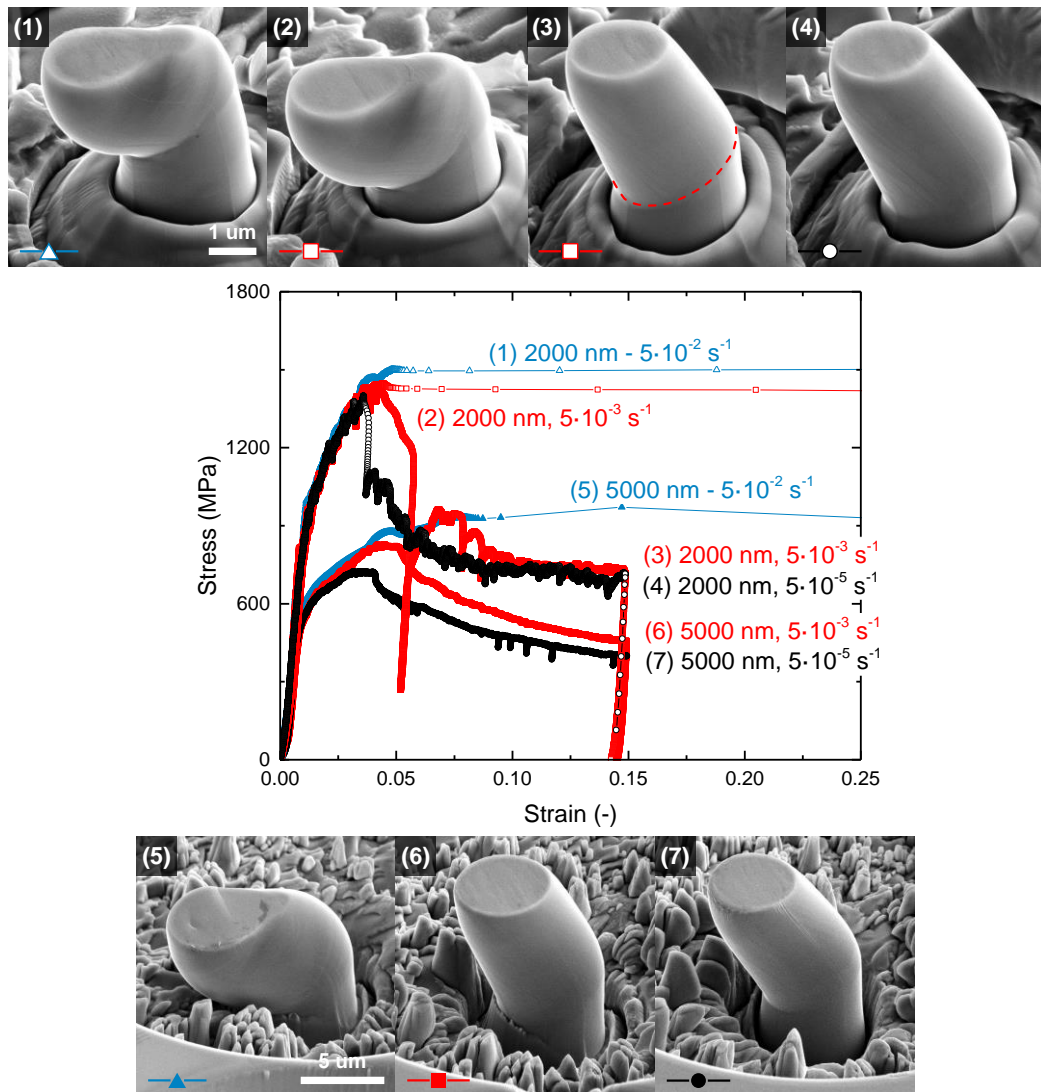 (1)
(2)
(3)
(4)
1 um
1800
1200
600
0
Stress (MPa)
(1) 2000 nm - 5·10⁻² s⁻¹
(2) 2000 nm, 5·10⁻³ s⁻¹
(5) 5000 nm - 5·10⁻² s⁻¹
(3) 2000 nm, 5·10⁻³ s⁻¹
(4) 2000 nm, 5·10⁻⁵ s⁻¹
(6) 5000 nm, 5·10⁻³ s⁻¹
(7) 5000 nm, 5·10⁻⁵ s⁻¹
0.00
0.05
0.10
0.15
0.20
0.25
Strain (-)
(5)
(6)
(7)
5 um